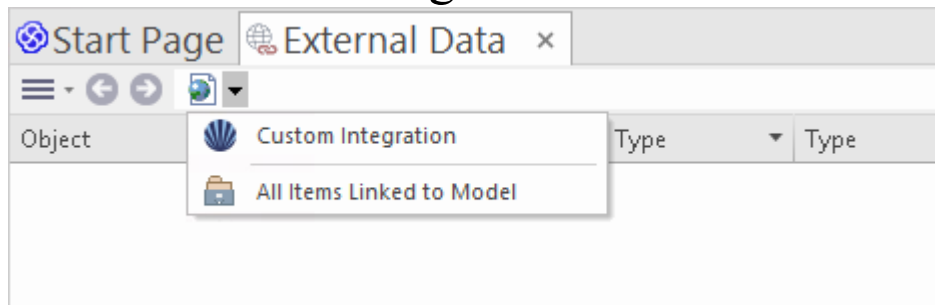 Start Page External Data ×
Custom Integration
Object Type Type
All Items Linked to Model